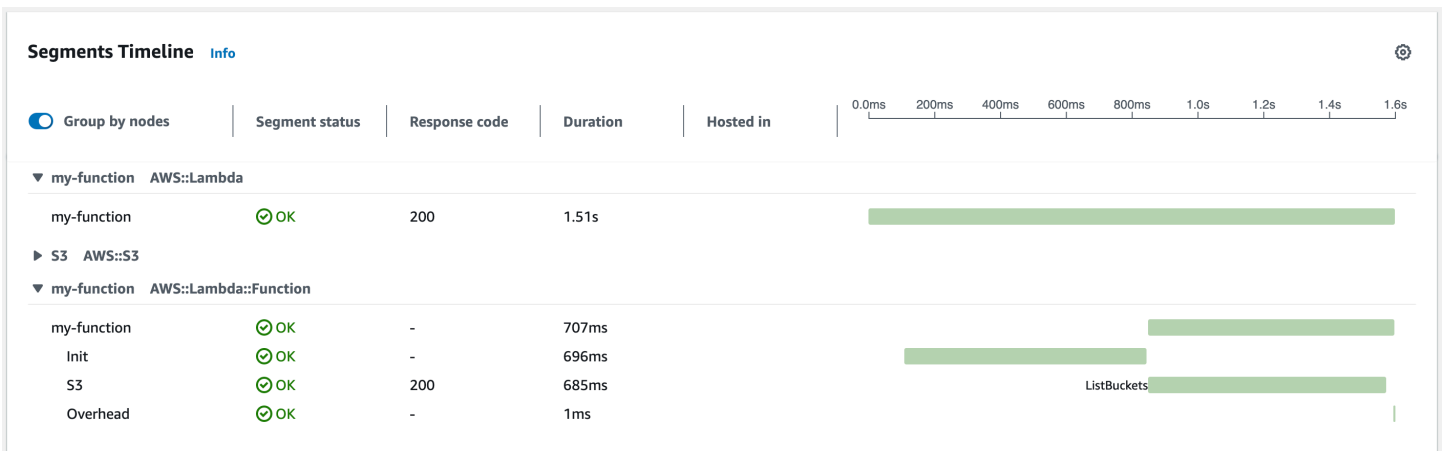 Segments Timeline Info
0.0ms 200ms 400ms 600ms 800ms 1.0s 1.2s 1.4s 1.6s
Group by nodes Segment status Response code Duration Hosted in
my-function AWS::Lambda
my-function OK 200 1.51s
S3 AWS::S3
my-function AWS::Lambda::Function
my-function OK - 707ms
Init OK - 696ms
S3 OK 200 685ms ListBuckets
Overhead OK - 1ms